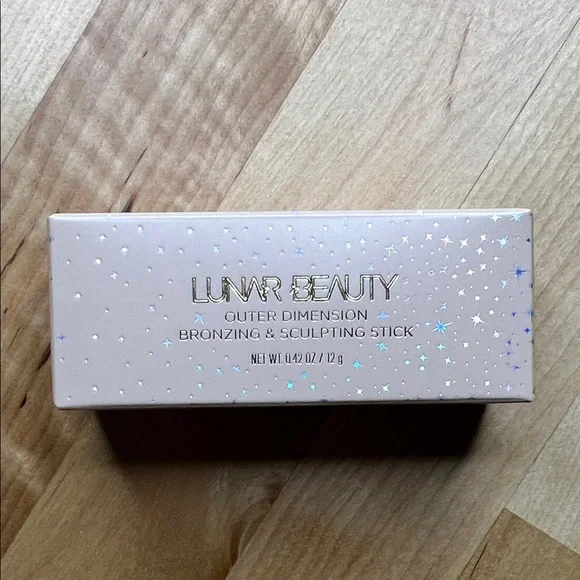 LUNAR BEAUTY
OUTER DIMENSION
BRONZING & SCULPTING STICK
NET WT. 0.42 OZ / 12 g